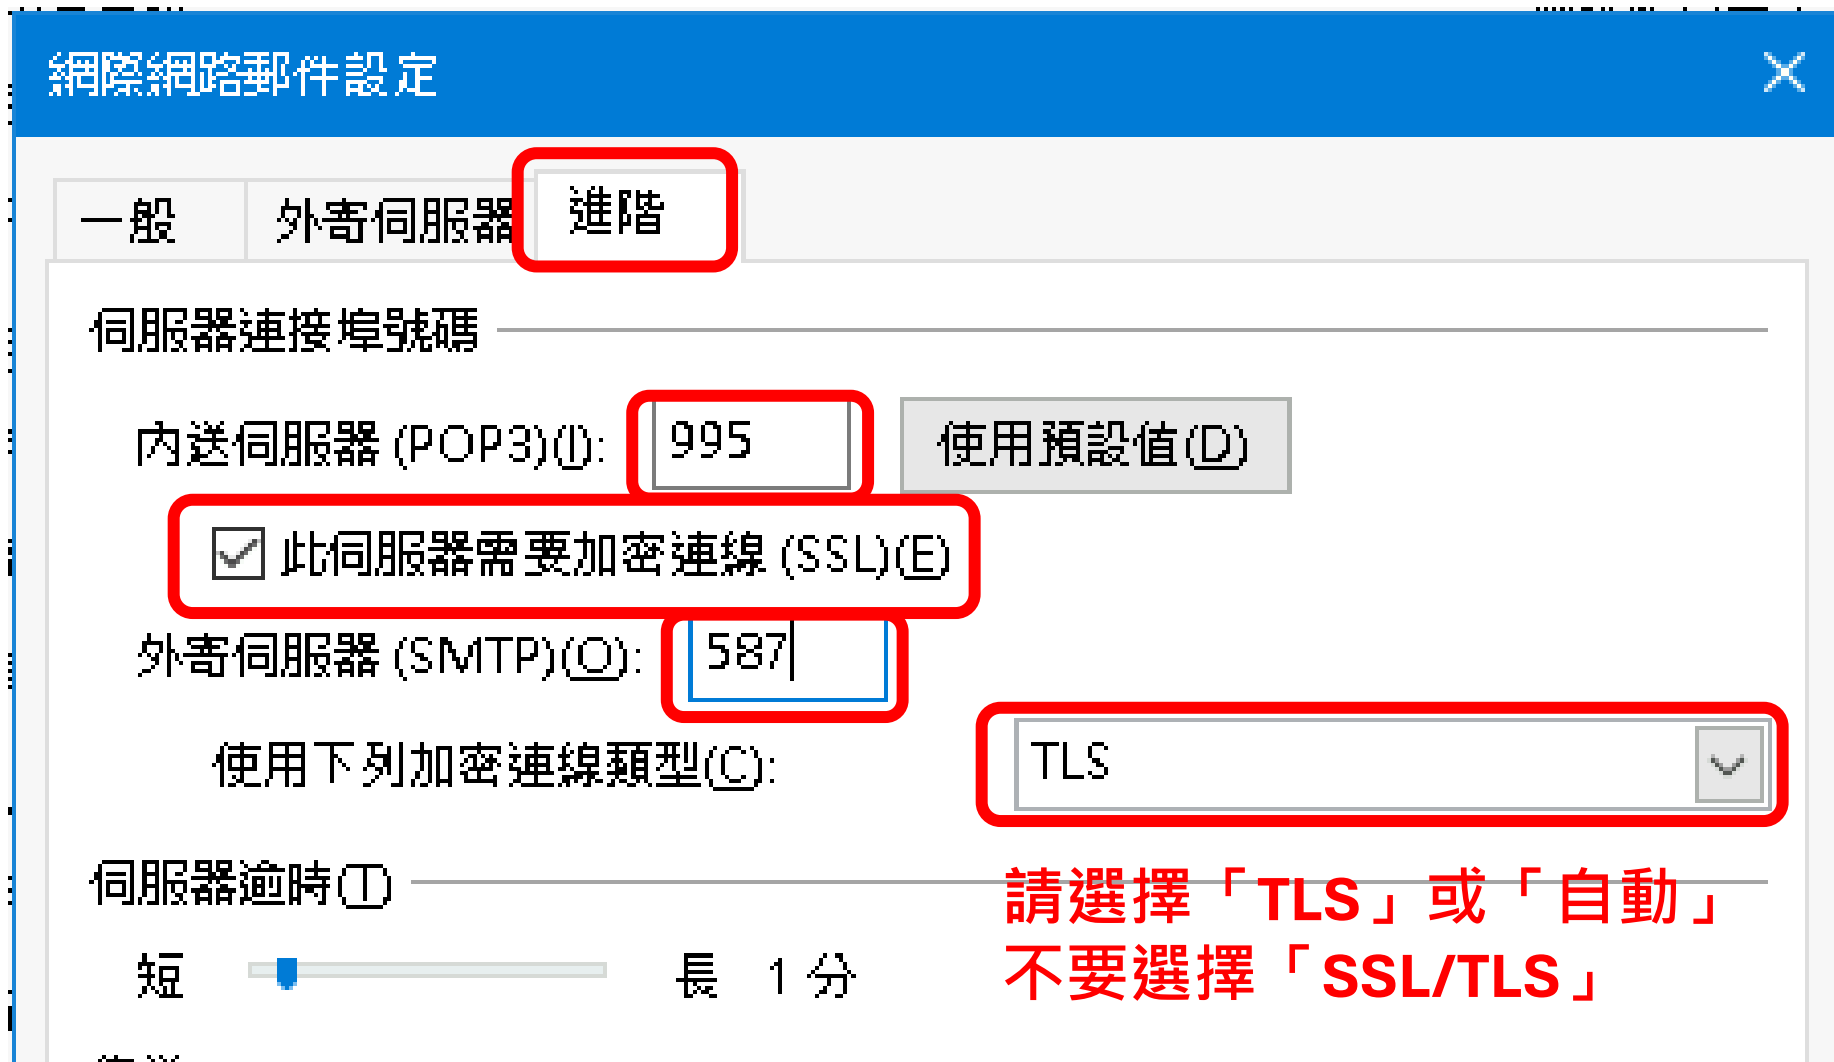 網際網路郵件設定
一般 外寄伺服器 進階
伺服器連接埠號碼
內送伺服器 (POP3)(I): 995 使用預設值(D)
此伺服器需要加密連線 (SSL)(E)
外寄伺服器 (SMTP)(O): 587
使用下列加密連線類型(C): TLS
伺服器逾時(T)
請選擇「TLS」或「自動」
短 長 1 分
不要選擇「SSL/TLS」